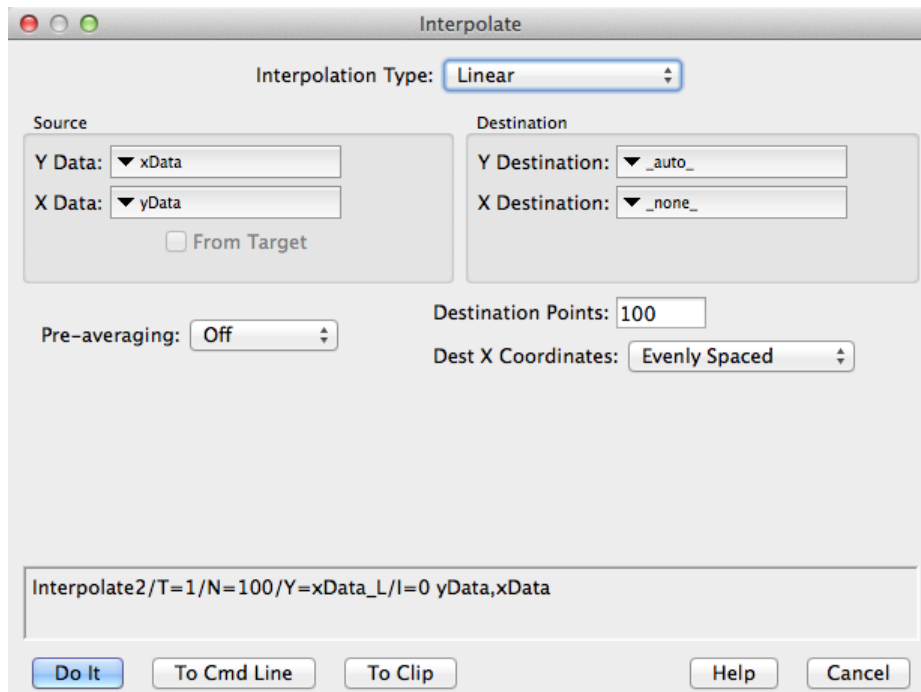 Interpolate
Interpolation Type: Linear
Source
Y Data: xData
X Data: yData
From Target
Destination
Y Destination: _auto_
X Destination: _none_
Pre-averaging: Off
Destination Points: 100
Dest X Coordinates: Evenly Spaced
Interpolate2/T=1/N=100/Y=xData_L/I=0 yData,xData
Do It To Cmd Line To Clip Help Cancel